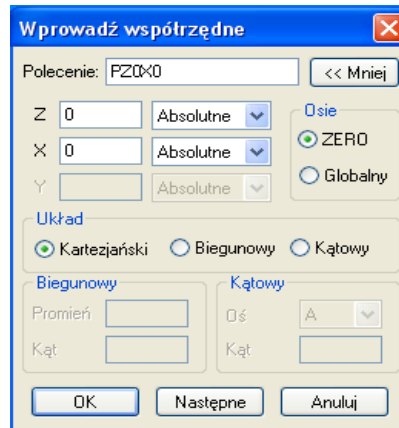 Wprowadź współrzędne
Polecenie: PZ0X0 << Mniej
Z 0 Absolutne
X 0 Absolutne
Y Absolutne
Osie
ZERO
Globalny
Układ
Kartezjański Biegunowy Kątowy
Biegunowy
Promień
Kąt
Kątowy
Oś A
Kąt
OK Następne Anuluj